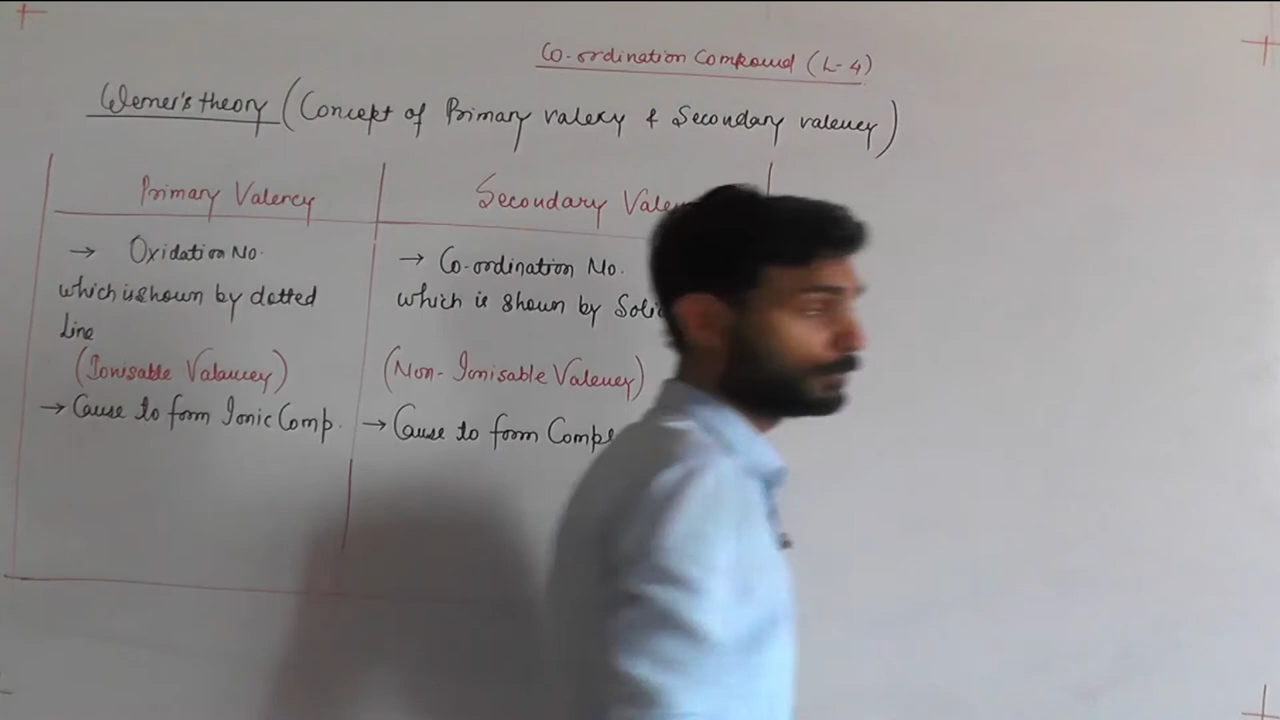 Co-ordination Compound (L-4)
Werner's theory (Concept of Primary valency & Secondary valency)
Primary Valency
Secondary
→ Oxidation No.
which is shown by dotted
Line
(Ionisable Valancy)
→ Cause to form Ionic Comp.
→ Co-ordination No.
which is shown by
(Non-Ionisable Valency)
→ Cause to form